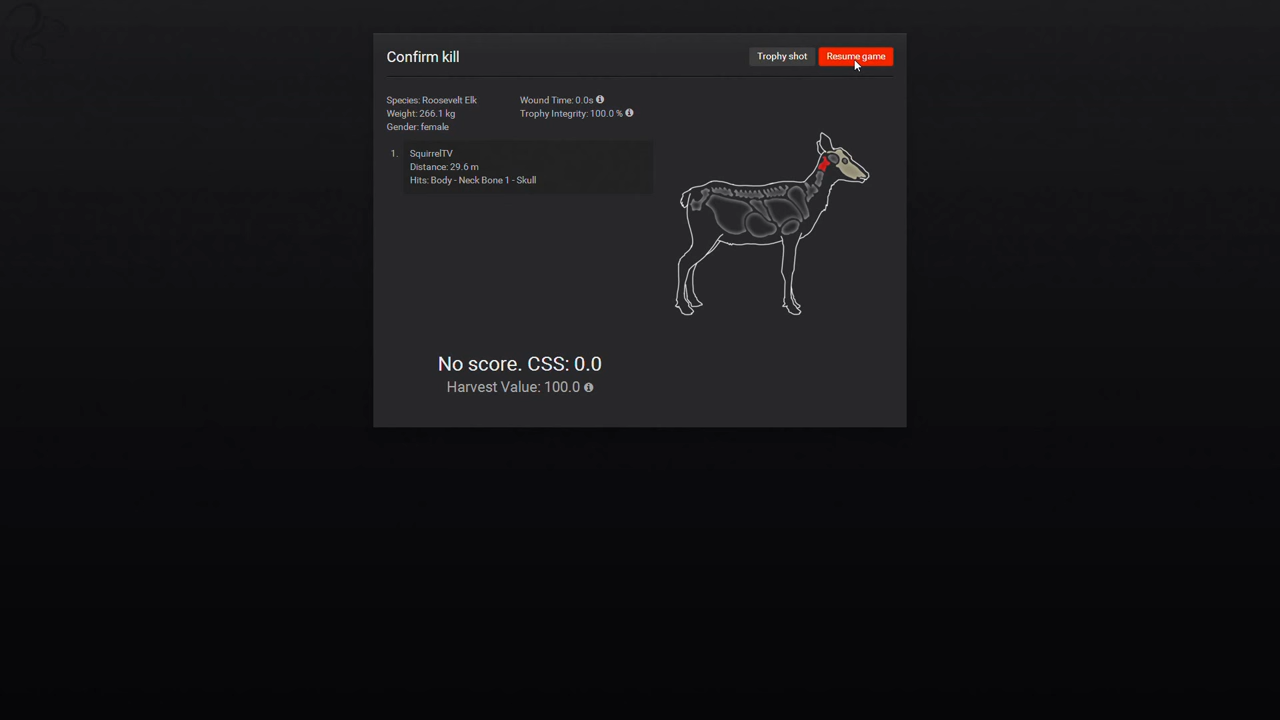 Confirm kill
Trophy shot
Resume game
Species: Roosevelt Elk
Weight: 266.1 kg
Gender: female
Wound Time: 0.0s
Trophy Integrity: 100.0 %
1.
SquirrelTV
Distance: 29.6 m
Hits: Body - Neck Bone 1 - Skull
No score. CSS: 0.0
Harvest Value: 100.0